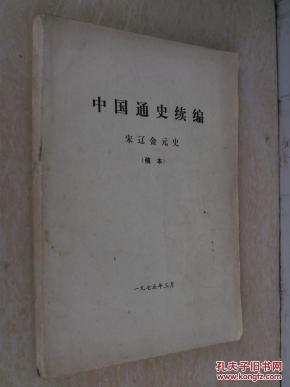 中国通史续编
宋辽金元史
(稿本)
一九七五年三月
孔夫子旧书网